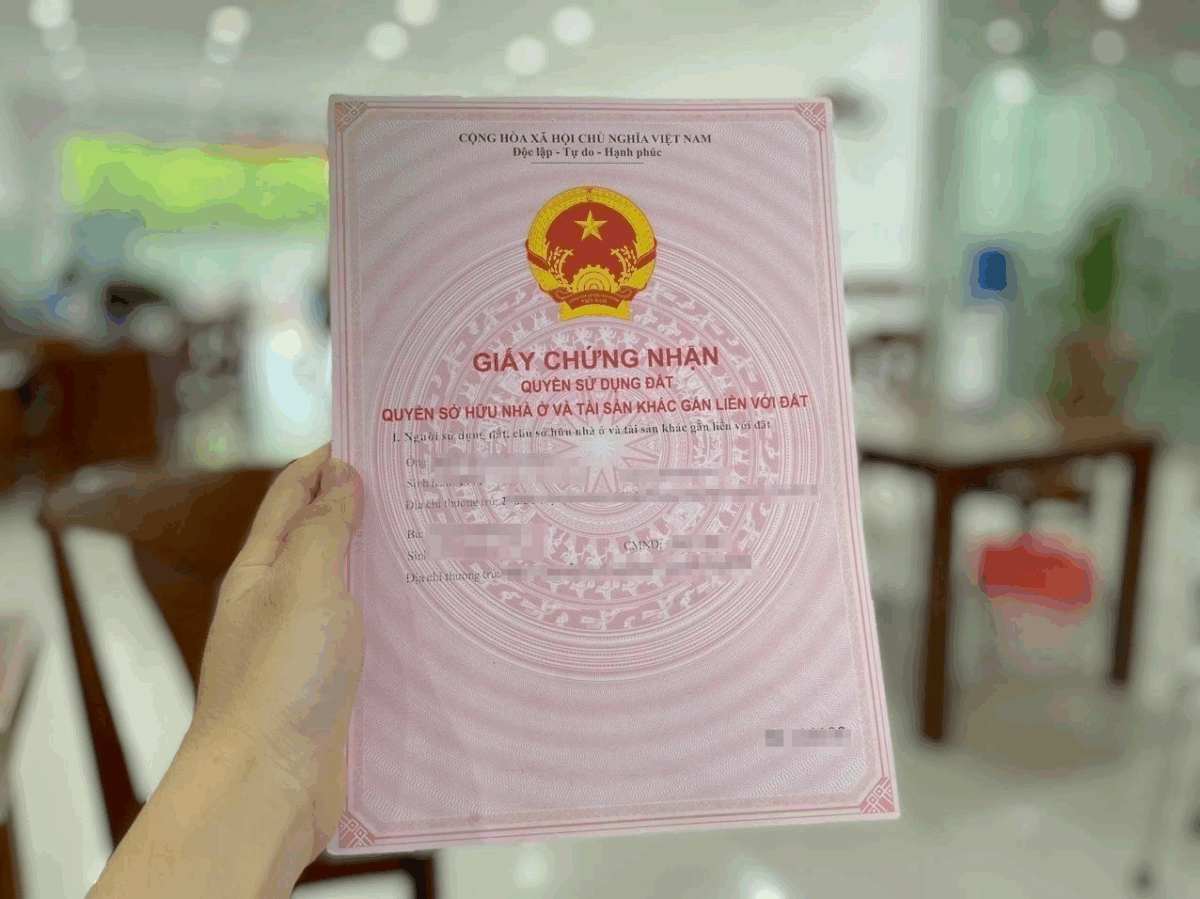 CỘNG HÒA XÃ HỘI CHỦ NGHĨA VIỆT NAM
Độc lập - Tự do - Hạnh phúc
GIẤY CHỨNG NHẬN
QUYỀN SỬ DỤNG ĐẤT
QUYỀN SỞ HỮU NHÀ Ở VÀ TÀI SẢN KHÁC GẮN LIỀN VỚI ĐẤT
I. Người sử dụng đất, chủ sở hữu nhà ở và tài sản khác gắn liền với đất
Ông
Sinh
Địa chỉ thường trú:
Bà:
Sinh
CMND:
Địa chỉ thường trú: